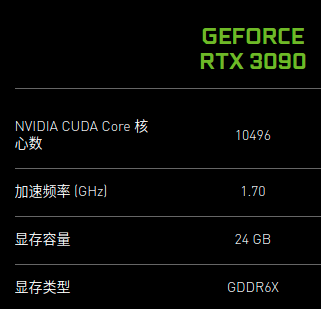 GEFORCE
RTX 3090
NVIDIA CUDA Core 核
心数
10496
加速频率 (GHz)
1.70
显存容量
24 GB
显存类型
GDDR6X